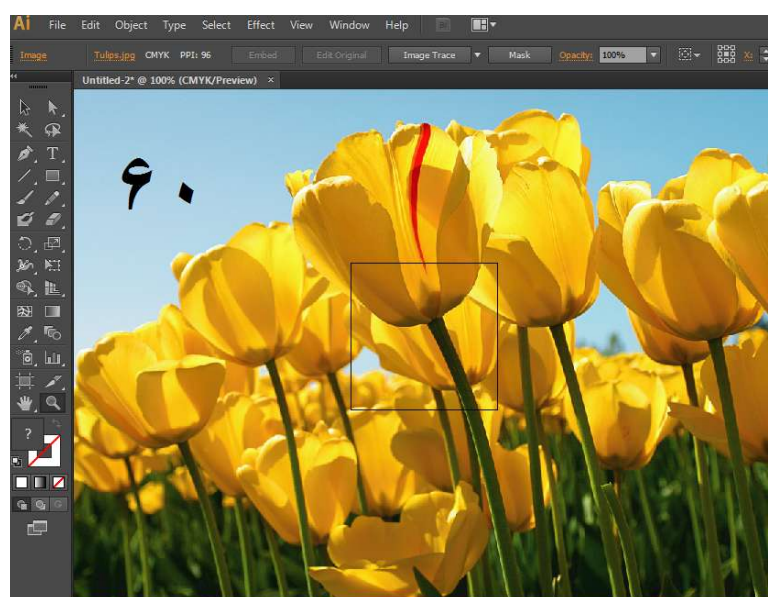 Ai File Edit Object Type Select Effect View Window Help Br
Image Tulips.jpg CMYK PPI: 96 Embed Edit Original Image Trace Mask Opacity: 100% X:
Untitled-2* @ 100% (CMYK/Preview) ×
T
۶۰
?